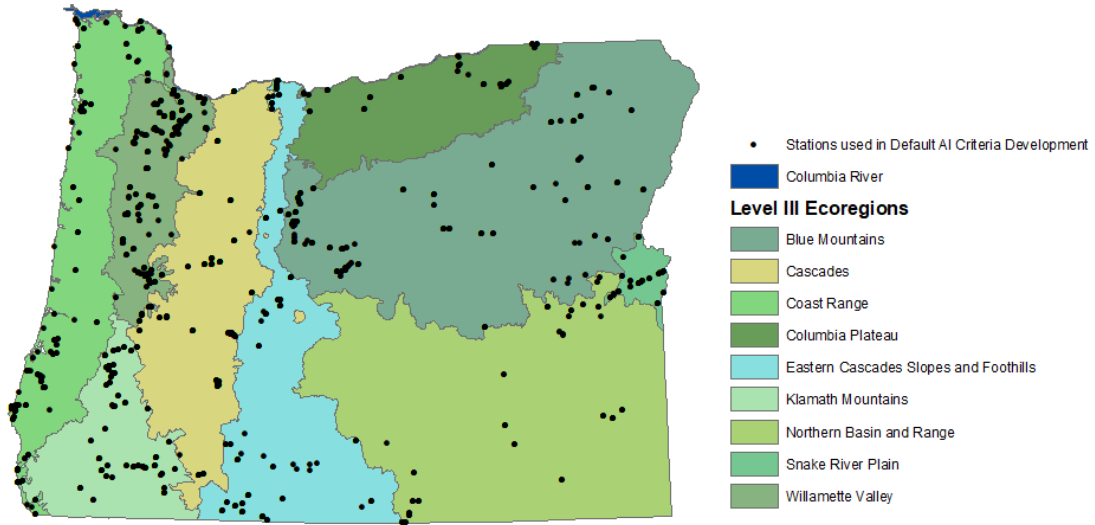 Stations used in Default Al Criteria Development
Columbia River
Level III Ecoregions
Blue Mountains
Cascades
Coast Range
Columbia Plateau
Eastern Cascades Slopes and Foothills
Klamath Mountains
Northern Basin and Range
Snake River Plain
Willamette Valley